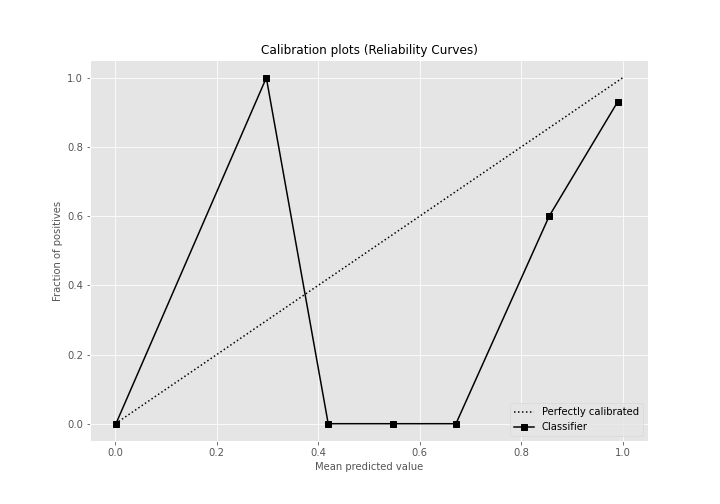 Calibration plots (Reliability Curves)
1.0
0.8
0.6
0.4
0.2
0.0
Fraction of positives
Perfectly calibrated
Classifier
0.0 0.2 0.4 0.6 0.8 1.0
Mean predicted value